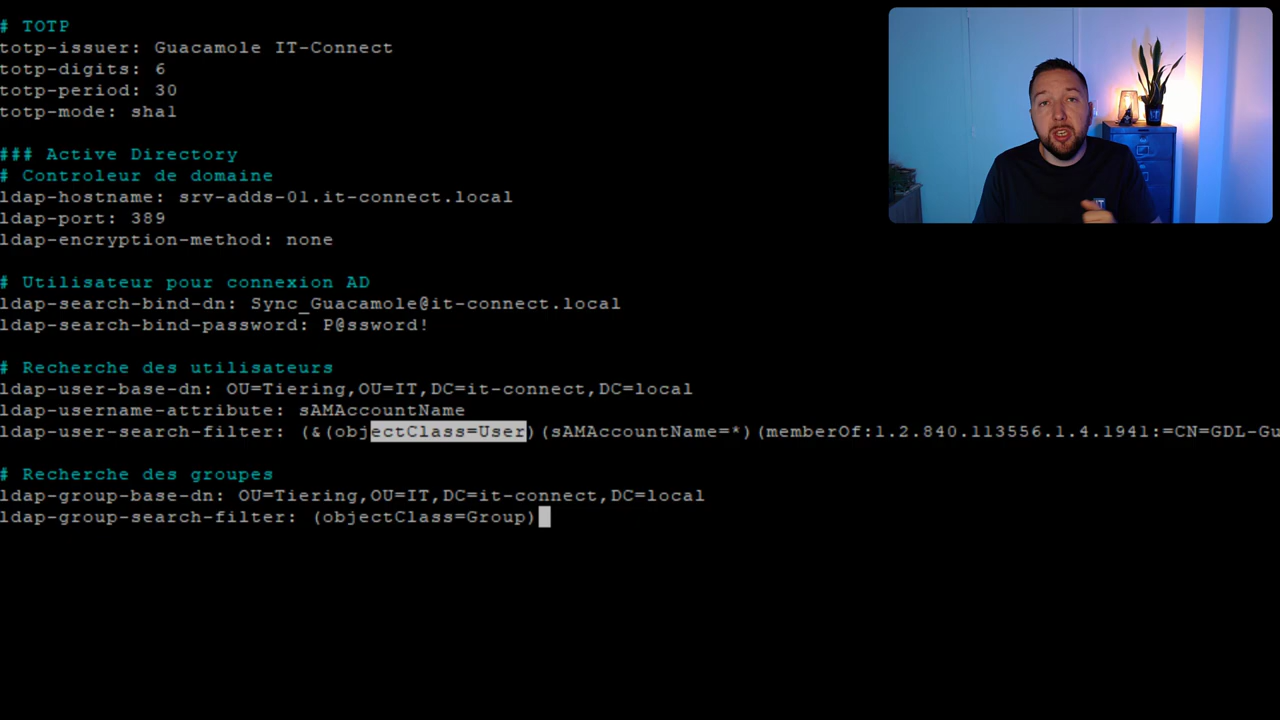 # TOTP
totp-issuer: Guacamole IT-Connect
totp-digits: 6
totp-period: 30
totp-mode: sha1
### Active Directory
# Controleur de domaine
ldap-hostname: srv-adds-01.it-connect.local
ldap-port: 389
ldap-encryption-method: none
# Utilisateur pour connexion AD
ldap-search-bind-dn: Sync_Guacamole@it-connect.local
ldap-search-bind-password: P@ssword!
# Recherche des utilisateurs
ldap-user-base-dn: OU=Tiering,OU=IT,DC=it-connect,DC=local
ldap-username-attribute: sAMAccountName
ldap-user-search-filter: (&(objectClass=User)(sAMAccountName=*)(memberOf:1.2.840.113556.1.4.1941:=CN=GDL-Gu
# Recherche des groupes
ldap-group-base-dn: OU=Tiering,OU=IT,DC=it-connect,DC=local
ldap-group-search-filter: (objectClass=Group)